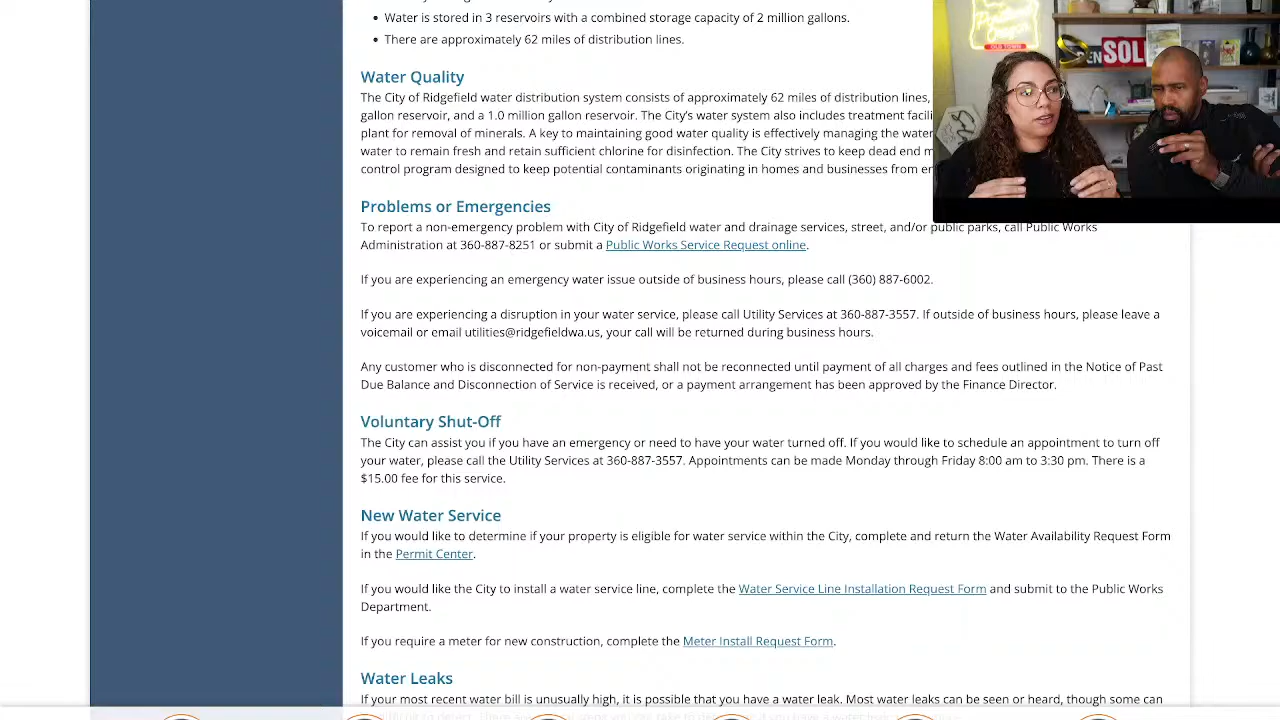 Water is stored in 3 reservoirs with a combined storage capacity of 2 million gallons.
There are approximately 62 miles of distribution lines.
Water Quality
The City of Ridgefield water distribution system consists of approximately 62 miles of distribution lines,
gallon reservoir, and a 1.0 million gallon reservoir. The City's water system also includes treatment
plant for removal of minerals. A key to maintaining good water quality is effectively managing the water
water to remain fresh and retain sufficient chlorine for disinfection. The City strives to keep dead end
control program designed to keep potential contaminants originating in homes and businesses from
Problems or Emergencies
To report a non-emergency problem with City of Ridgefield water and drainage services, street, and/or public parks, call Public Works
Administration at 360-887-8251 or submit a Public Works Service Request online.
If you are experiencing an emergency water issue outside of business hours, please call (360) 887-6002.
If you are experiencing a disruption in your water service, please call Utility Services at 360-887-3557. If outside of business hours, please leave a
voicemail or email utilities@ridgefieldwa.us, your call will be returned during business hours.
Any customer who is disconnected for non-payment shall not be reconnected until payment of all charges and fees outlined in the Notice of Past
Due Balance and Disconnection of Service is received, or a payment arrangement has been approved by the Finance Director.
Voluntary Shut-Off
The City can assist you if you have an emergency or need to have your water turned off. If you would like to schedule an appointment to turn off
your water, please call the Utility Services at 360-887-3557. Appointments can be made Monday through Friday 8:00 am to 3:30 pm. There is a
$15.00 fee for this service.
New Water Service
If you would like to determine if your property is eligible for water service within the City, complete and return the Water Availability Request Form
in the Permit Center.
If you would like the City to install a water service line, complete the Water Service Line Installation Request Form and submit to the Public Works
Department.
If you require a meter for new construction, complete the Meter Install Request Form.
Water Leaks
If your most recent water bill is unusually high, it is possible that you have a water leak. Most water leaks can be seen or heard, though some can